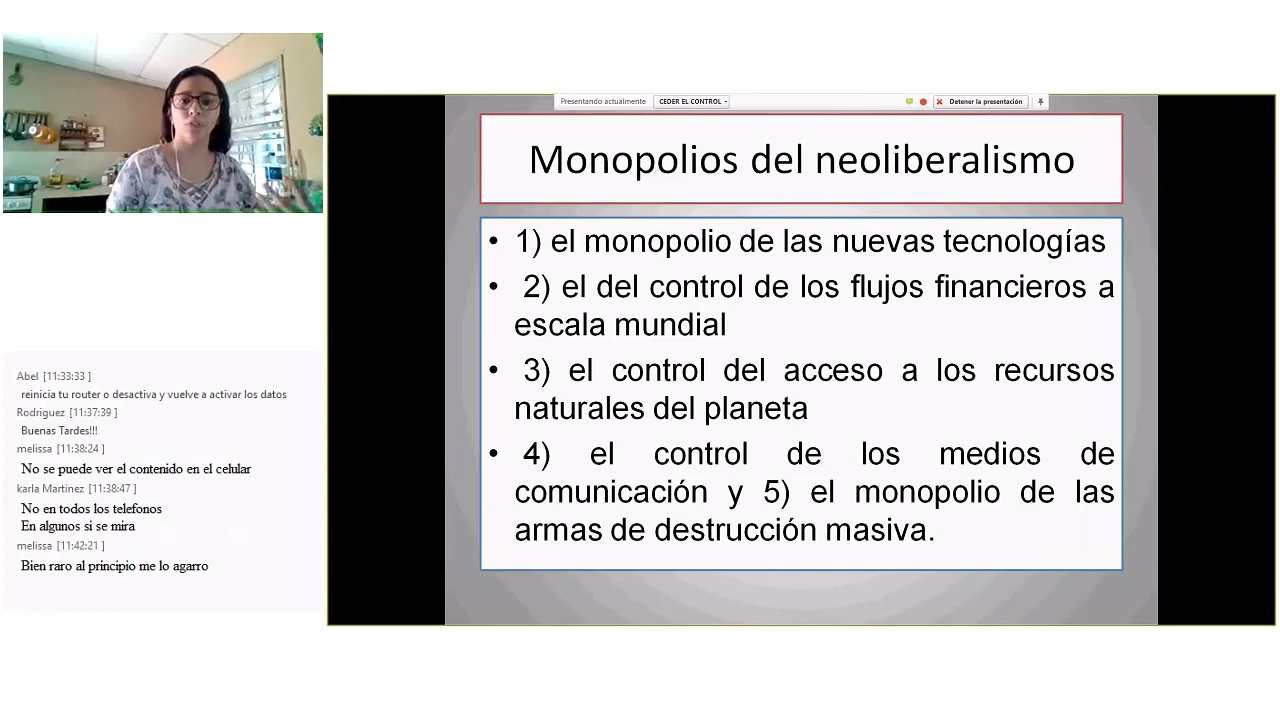 Presentando actualmente
CEDER EL CONTROL
Detener la presentación
Monopolios del neoliberalismo
• 1) el monopolio de las nuevas tecnologías
• 2) el del control de los flujos financieros a
escala mundial
• 3) el control del acceso a los recursos
naturales del planeta
• 4) el control de los medios de
comunicación y 5) el monopolio de las
armas de destrucción masiva.
Abel [11:33:33 ]
reinicia tu router o desactiva y vuelve a activar los datos
Rodriguez [11:37:39 ]
Buenas Tardes!!!
melissa [11:38:24 ]
No se puede ver el contenido en el celular
karla Martinez [11:38:47 ]
No en todos los telefonos
En algunos si se mira
melissa [11:42:21 ]
Bien raro al principio me lo agarro